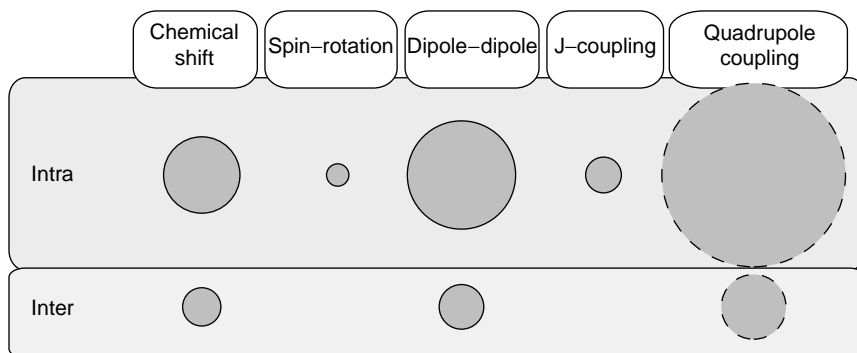 Chemical
shift
Spin−rotation
Dipole−dipole
J−coupling
Quadrupole
coupling
Intra
Inter